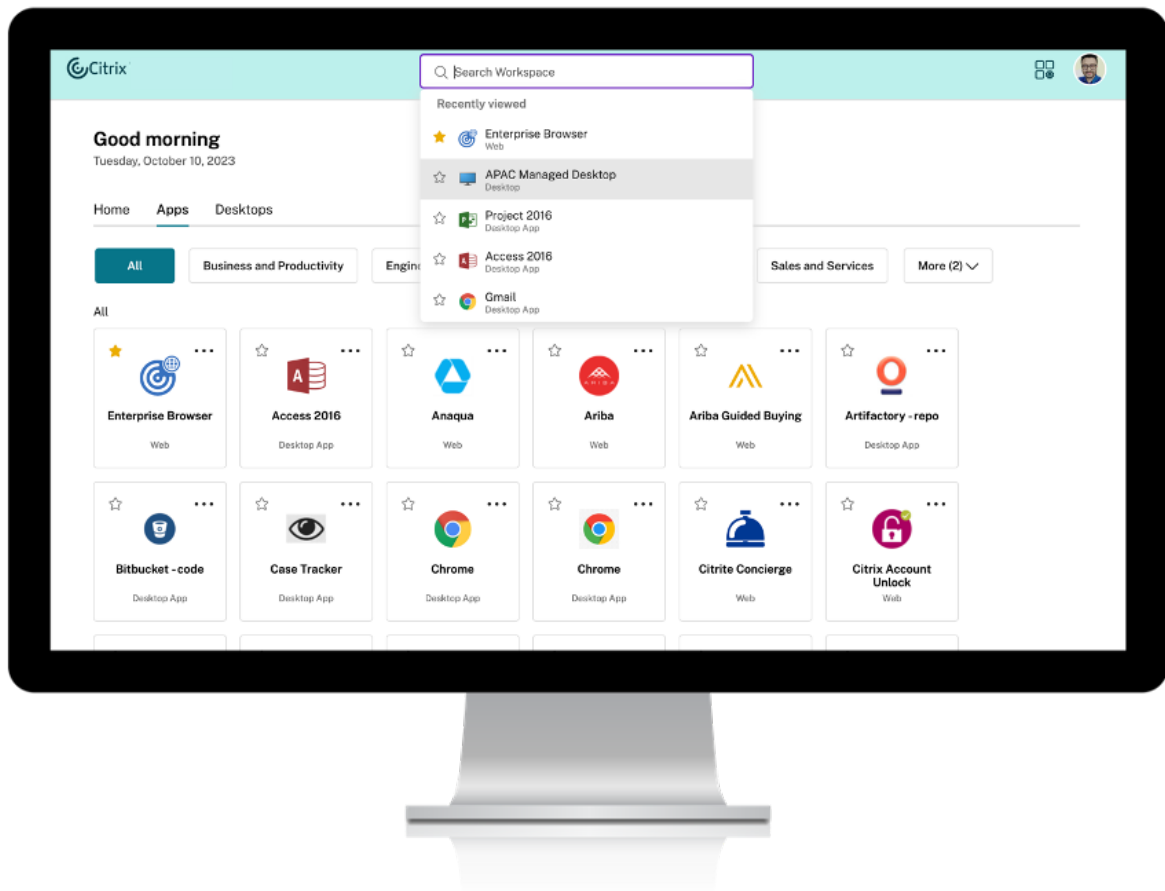 Citrix
Search Workspace
Recently viewed
Enterprise Browser
Web
APAC Managed Desktop
Desktop
Project 2016
Desktop App
Access 2016
Desktop App
Gmail
Desktop App
Good morning
Tuesday, October 10, 2023
Home Apps Desktops
All Business and Productivity Engin Sales and Services More (2)
All
Enterprise Browser Access 2016 Anaqua Ariba Ariba Guided Buying Artifactory - repo
Web Desktop App Web Web Web Desktop App
Bitbucket - code Case Tracker Chrome Chrome Citrite Concierge Citrix Account
Unlock
Desktop App Desktop App Desktop App Desktop App Web Web
A
ARIBA